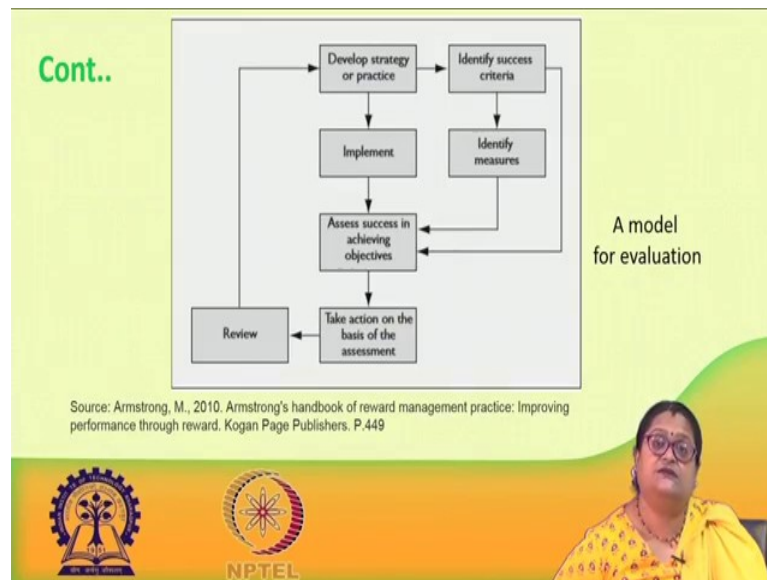 Cont..
Develop strategy
or practice
Identify success
criteria
Implement
Identify
measures
Assess success in
achieving
objectives
Review
Take action on the
basis of the
assessment
A model
for evaluation
Source: Armstrong, M., 2010. Armstrong's handbook of reward management practice: Improving
performance through reward. Kogan Page Publishers. P.449
NPTEL